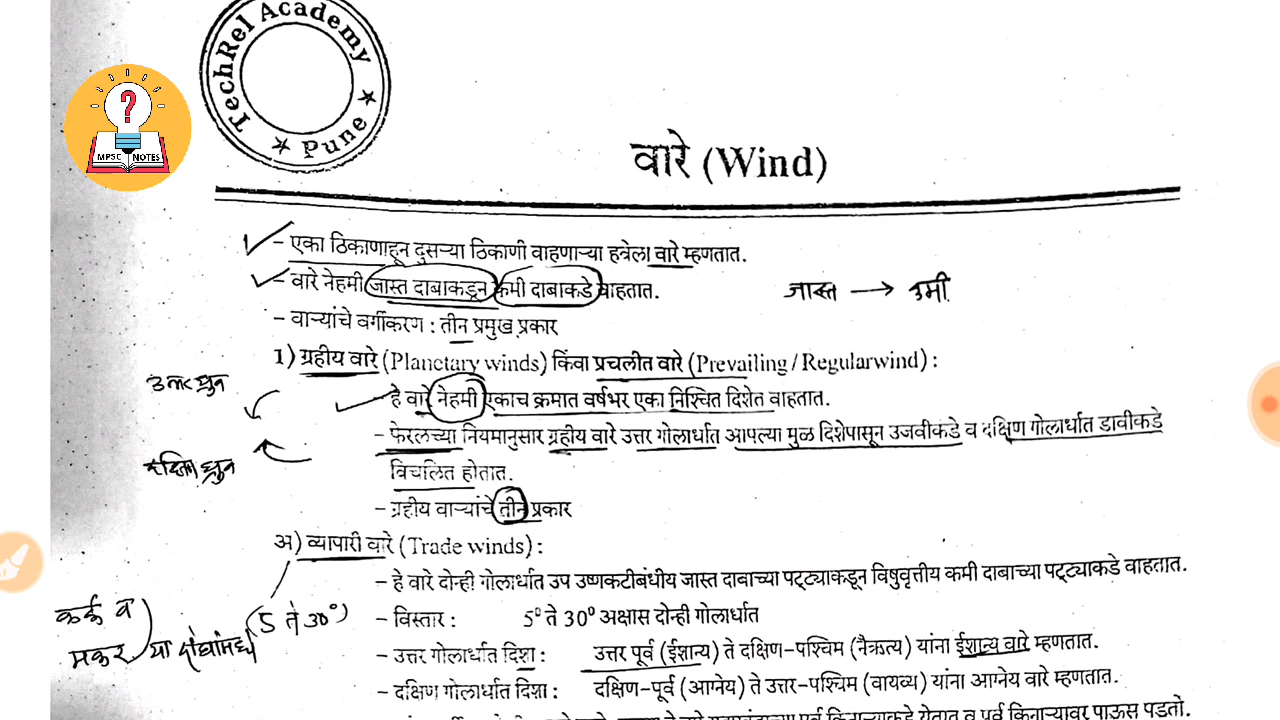 TechRel Academy
Pune
MPSC NOTES
वारे (Wind)
- एका ठिकाणाहून दुसऱ्या ठिकाणी वाहणाऱ्या हवेला वारे म्हणतात.
- वारे नेहमी जास्त दाबाकडून कमी दाबाकडे वाहतात.
जास्त → कमी
- वाऱ्यांचे वर्गीकरण : तीन प्रमुख प्रकार
1) ग्रहीय वारे (Planetary winds) किंवा प्रचलीत वारे (Prevailing / Regularwind) :
उत्तर ध्रुव
- हे वारे नेहमी एकाच क्रमात वर्षभर एका निश्चित दिशेत वाहतात.
- फेरलच्या नियमानुसार ग्रहीय वारे उत्तर गोलार्धात आपल्या मुळ दिशेपासून उजवीकडे व दक्षिण गोलार्धात डावीकडे
दक्षिण ध्रुव
विचलित होतात.
- ग्रहीय वाऱ्यांचे तीन प्रकार
अ) व्यापारी वारे (Trade winds) :
- हे वारे दोन्ही गोलार्धात उप उष्णकटीबंधीय जास्त दाबाच्या पट्ट्याकडून विषुवृत्तीय कमी दाबाच्या पट्ट्याकडे वाहतात.
कर्क व
(5 ते 30°)
- विस्तार : 5° ते 30° अक्षास दोन्ही गोलार्धात
मकर या
- उत्तर गोलार्धात दिशा : उत्तर पूर्व (ईशान्य) ते दक्षिण-पश्चिम (नैऋत्य) यांना ईशान्य वारे म्हणतात.
- दक्षिण गोलार्धात दिशा : दक्षिण-पूर्व (आग्नेय) ते उत्तर-पश्चिम (वायव्य) यांना आग्नेय वारे म्हणतात.
पूर्व किनाऱ्याकडे येतात व पूर्व किनाऱ्यावर पाऊस पडतो.